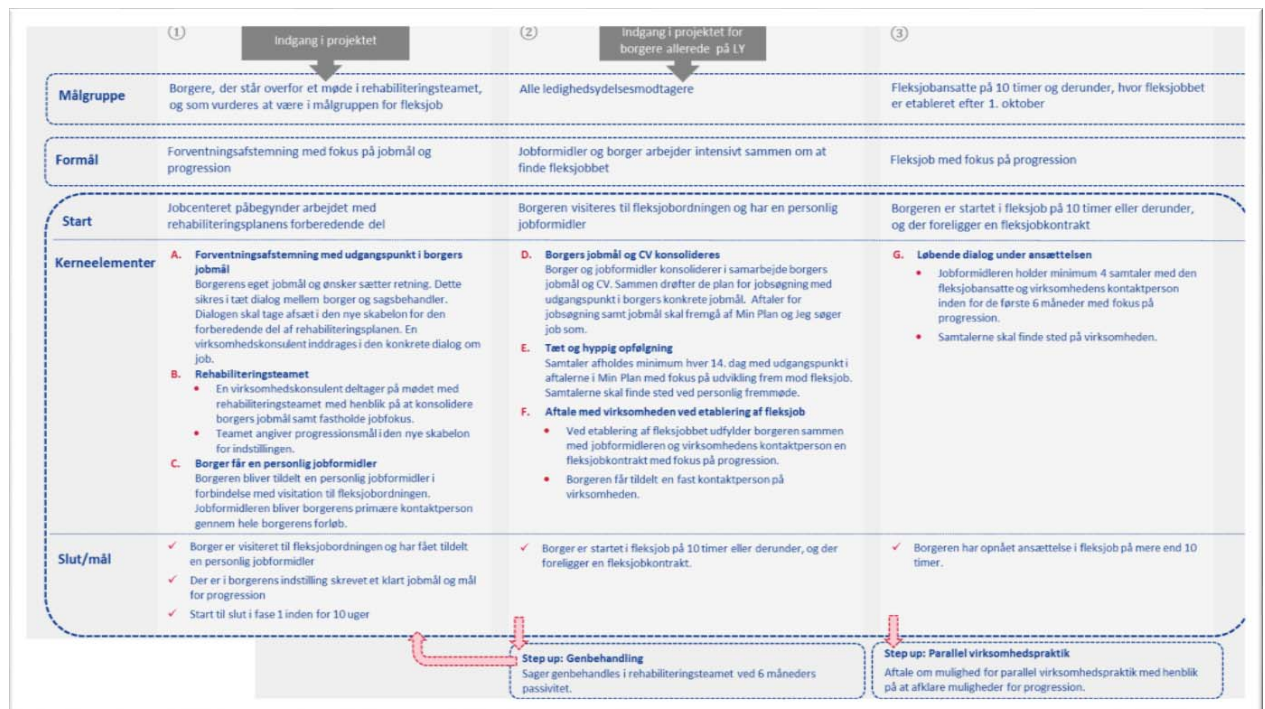 ①
Indgang i projektet
②
Indgang i projektet for
borgere allerede på LY
③
Målgruppe
Borgere, der står overfor et møde i rehabiliteringsteamet,
og som vurderes at være i målgruppen for fleksjob
Alle ledighedsydelsesmodtagere
Fleksjobansatte på 10 timer og derunder, hvor fleksjobbet
er etableret efter 1. oktober
Formål
Forventningsafstemning med fokus på jobmål og
progression
Jobformidler og borger arbejder intensivt sammen om at
finde fleksjobbet
Fleksjob med fokus på progression
Start
Jobcenteret påbegynder arbejdet med
rehabiliteringsplanens forberedende del
Borgeren visiteres til fleksjobordningen og har en personlig
jobformidler
Borgeren er startet i fleksjob på 10 timer eller derunder,
og der foreligger en fleksjobkontrakt
Kerneelementer
A. Forventningsafstemning med udgangspunkt i borgers
jobmål
Borgerens eget jobmål og ønsker sætter retning. Dette
sikres i tæt dialog mellem borger og sagsbehandler.
Dialogen skal tage afsæt i den nye skabelon for den
forberedende del af rehabiliteringsplanen. En
virksomhedskonsulent inddrages i den konkrete dialog om
job.
B. Rehabiliteringsteamet
• En virksomhedskonsulent deltager på mødet med
rehabiliteringsteamet med henblik på at konsolidere
borgers jobmål samt fastholde jobfokus.
• Teamet angiver progressionsmål i den nye skabelon
for indstillingen.
C. Borger får en personlig jobformidler
Borgeren bliver tildelt en personlig jobformidler i
forbindelse med visitation til fleksjobordningen.
Jobformidleren bliver borgerens primære kontaktperson
gennem hele borgerens forløb.
D. Borgers jobmål og CV konsolideres
Borger og jobformidler konsoliderer i samarbejde borgers
jobmål og CV. Sammen drøfter de plan for jobsøgning med
udgangspunkt i borgers konkrete jobmål. Aftaler for
jobsøgning samt jobmål skal fremgå af Min Plan og Jeg søger
job som.
E. Tæt og hyppig opfølgning
Samtaler afholdes minimum hver 14. dag med udgangspunkt i
aftalerne i Min Plan med fokus på udvikling frem mod fleksjob.
Samtalerne skal finde sted ved personlig fremmøde.
F. Aftale med virksomheden ved etablering af fleksjob
• Ved etablering af fleksjobbet udfylder borgeren sammen
med jobformidleren og virksomhedens kontaktperson en
fleksjobkontrakt med fokus på progression.
• Borgeren får tildelt en fast kontaktperson på
virksomheden.
G. Løbende dialog under ansættelsen
• Jobformidleren holder minimum 4 samtaler med den
fleksjobansatte og virksomhedens kontaktperson
inden for de første 6 måneder med fokus på
progression.
• Samtalerne skal finde sted på virksomheden.
Slut/mål
✓ Borger er visiteret til fleksjobordningen og har fået tildelt
en personlig jobformidler
✓ Der er i borgerens indstilling skrevet et klart jobmål og mål
for progression
✓ Start til slut i fase 1 inden for 10 uger
✓ Borger er startet i fleksjob på 10 timer eller derunder, og der
foreligger en fleksjobkontrakt.
✓ Borgeren har opnået ansættelse i fleksjob på mere end 10
timer.
Step up: Genbehandling
Sager genbehandles i rehabiliteringsteamet ved 6 måneders
passivitet.
Step up: Parallel virksomhedspraktik
Aftale om mulighed for parallel virksomhedspraktik med henblik
på at afklare muligheder for progression.